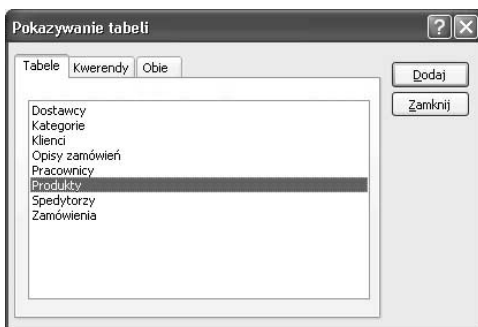 Pokazywanie tabeli
Tabele Kwerendy Obie
Dodaj
Zamknij
Dostawcy
Kategorie
Klienci
Opisy zamówień
Pracownicy
Produkty
Spedytorzy
Zamówienia